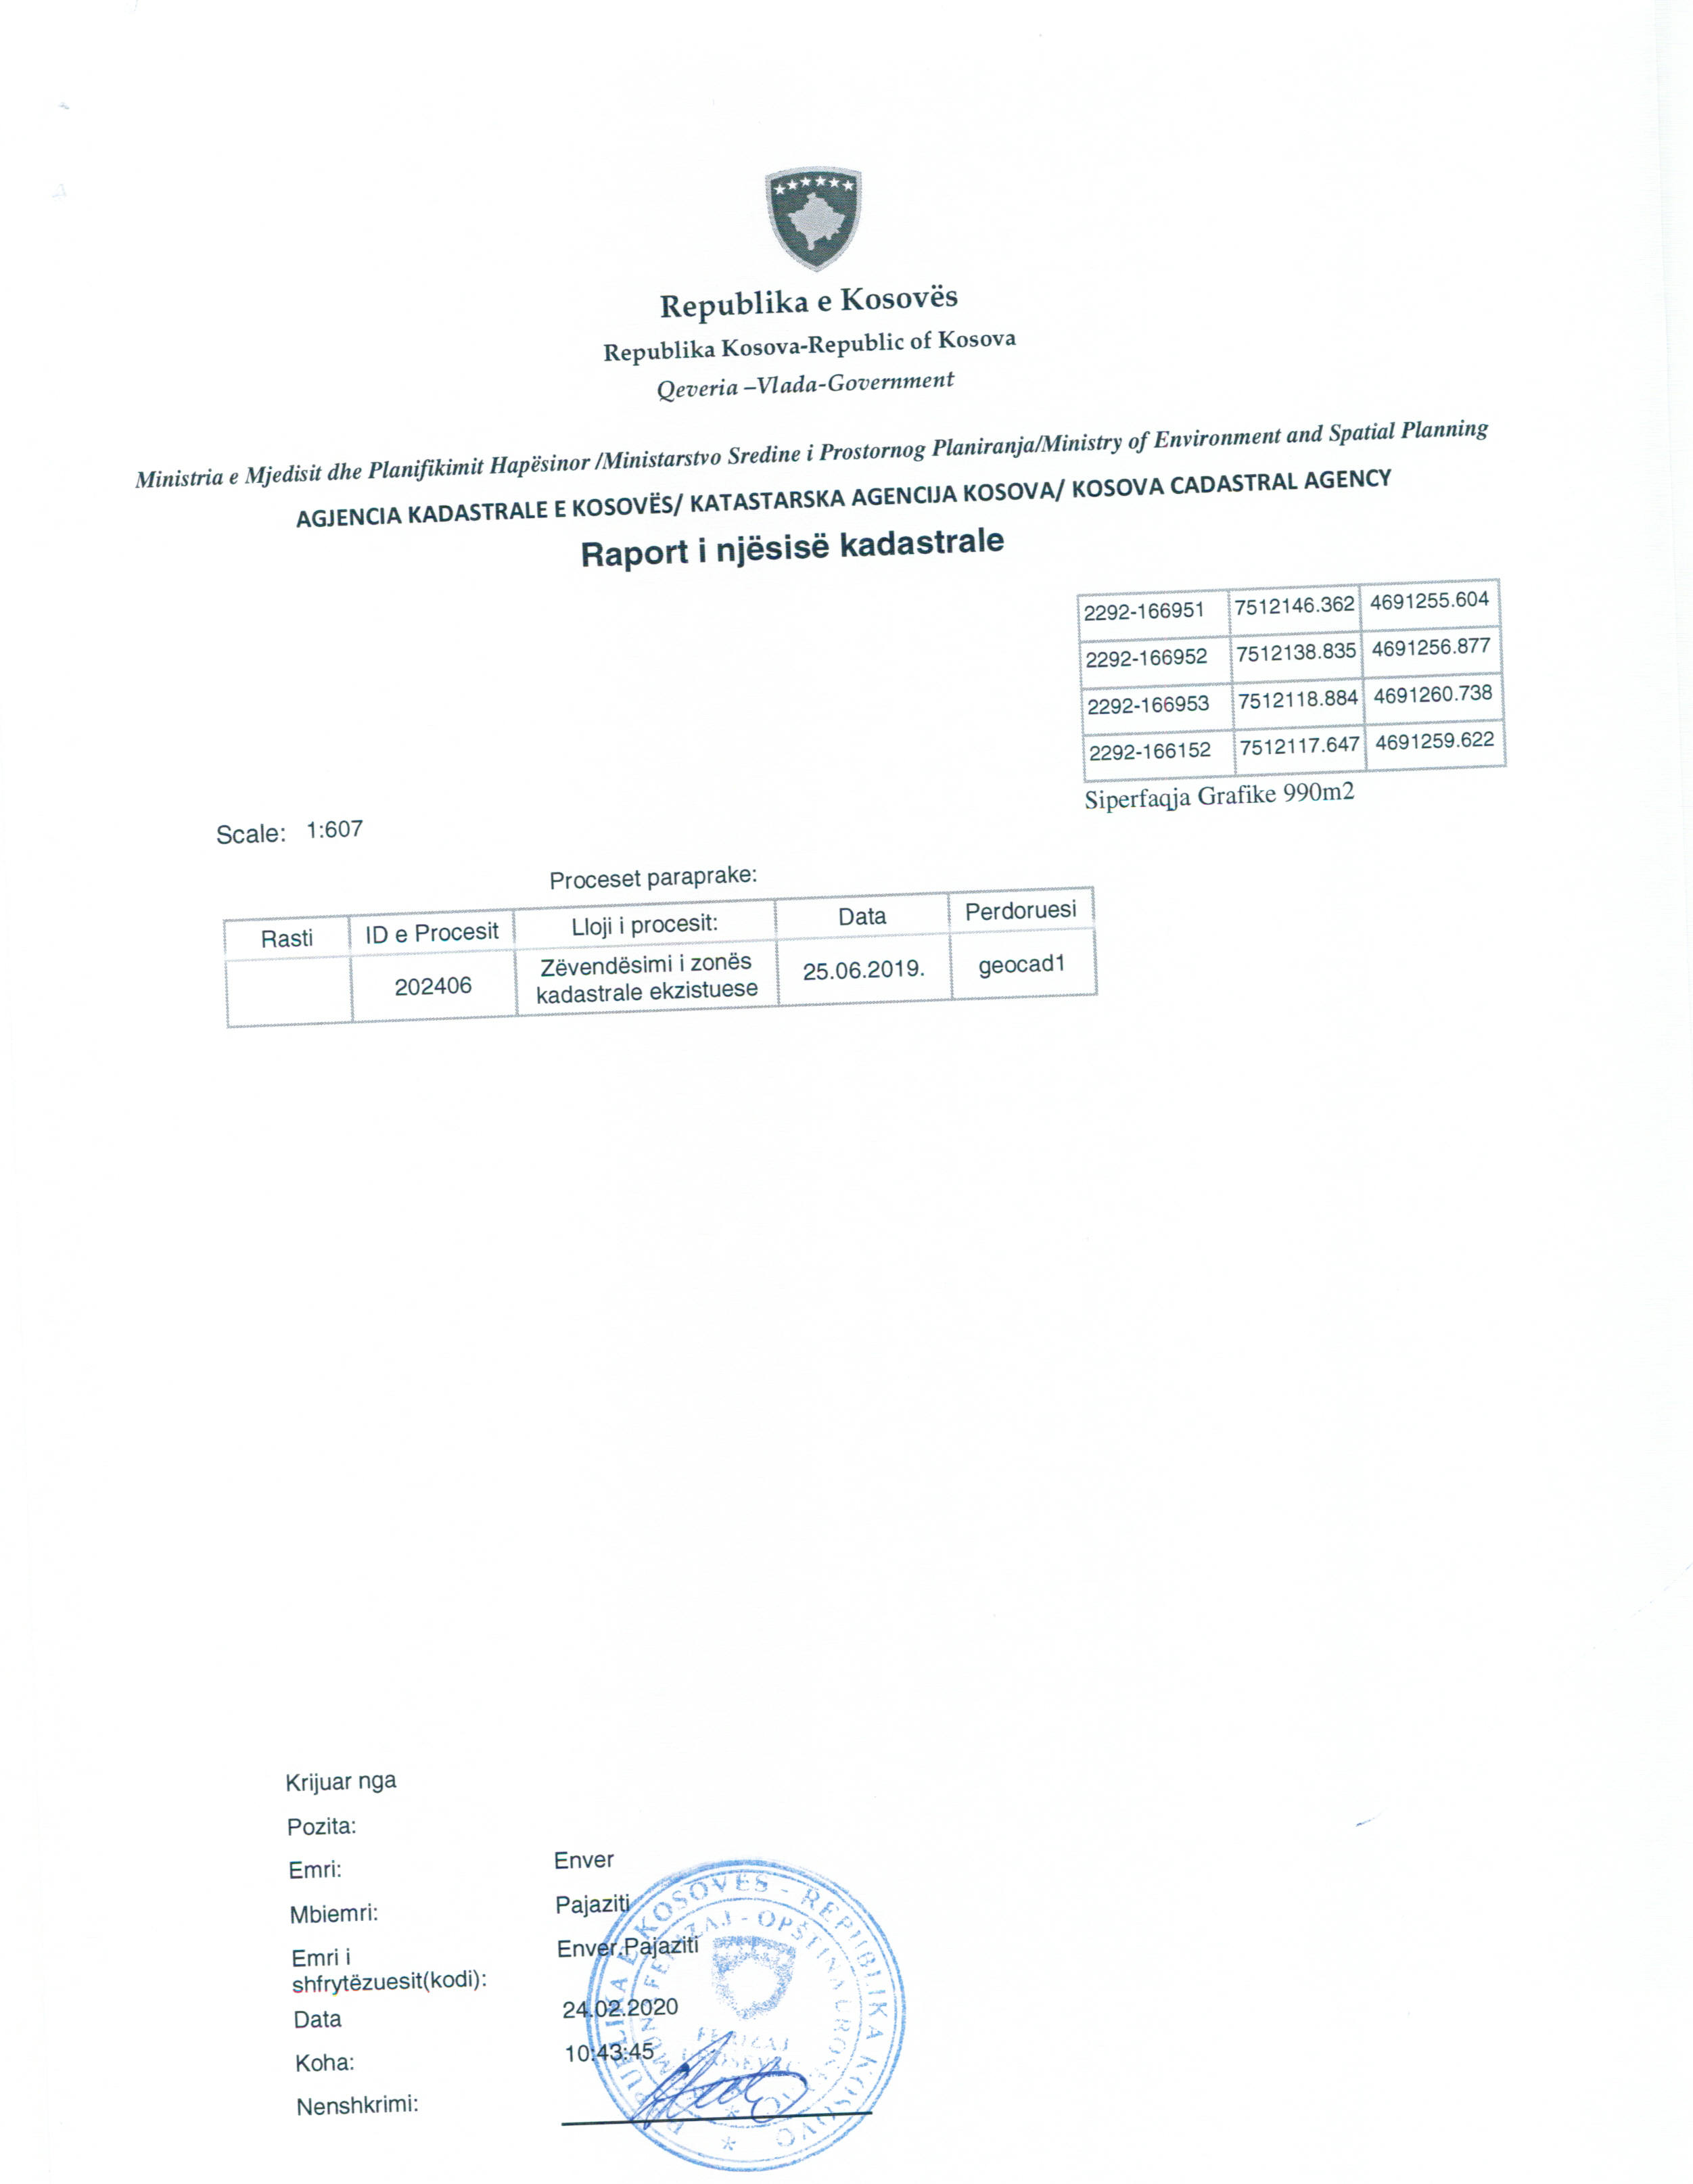 Republika e Kosovës
Republika Kosova-Republic of Kosova
Qeveria –Vlada-Government
Ministria e Mjedisit dhe Planifikimit Hapësinor /Ministarstvo Sredine i Prostornog Planiranja/Ministry of Environment and Spatial Planning
AGJENCIA KADASTRALE E KOSOVËS/ KATASTARSKA AGENCIJA KOSOVA/ KOSOVA CADASTRAL AGENCY
Raport i njësisë kadastrale
2292-166951 7512146.362 4691255.604
2292-166952 7512138.835 4691256.877
2292-166953 7512118.884 4691260.738
2292-166152 7512117.647 4691259.622
Siperfaqja Grafike 990m2
Scale: 1:607
Proceset paraprake:
Rasti ID e Procesit Lloji i procesit: Data Perdoruesi
202406 Zëvendësimi i zonës kadastrale ekzistuese 25.06.2019. geocad1
Krijuar nga
Pozita:
Emri: Enver
Mbiemri: Pajaziti
Emri i shfrytëzuesit(kodi): Enver.Pajaziti
Data 24.02.2020
Koha: 10:43:45
Nenshkrimi:
REPUBLIKA E KOSOVËS - REPUBLIKA KOSOVO
FERIZAJ - OPŠTINA UROŠEVAC
FERIZAJ